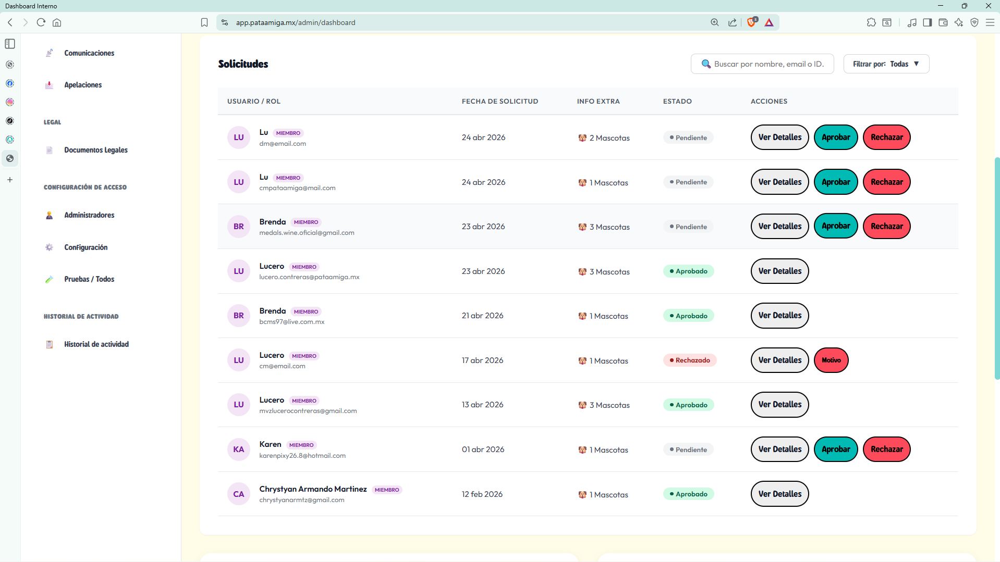 Dashboard Interno
app.pataamiga.mx/admin/dashboard
3
Comunicaciones
Apelaciones
LEGAL
Documentos Legales
CONFIGURACIÓN DE ACCESO
Administradores
Configuración
Pruebas / Todos
HISTORIAL DE ACTIVIDAD
Historial de actividad
Solicitudes
Buscar por nombre, email o ID.
Filtrar por: Todas ▼
USUARIO / ROL FECHA DE SOLICITUD INFO EXTRA ESTADO ACCIONES
LU Lu MIEMBRO 24 abr 2026 2 Mascotas Pendiente Ver Detalles Aprobar Rechazar
dm@email.com
LU Lu MIEMBRO 24 abr 2026 1 Mascotas Pendiente Ver Detalles Aprobar Rechazar
cmpataamiga@mail.com
BR Brenda MIEMBRO 23 abr 2026 3 Mascotas Pendiente Ver Detalles Aprobar Rechazar
medals.wine.oficial@gmail.com
LU Lucero MIEMBRO 23 abr 2026 3 Mascotas Aprobado Ver Detalles
lucero.contreras@pataamiga.mx
BR Brenda MIEMBRO 21 abr 2026 1 Mascotas Aprobado Ver Detalles
bcms97@live.com.mx
LU Lucero MIEMBRO 17 abr 2026 1 Mascotas Rechazado Ver Detalles Motivo
cm@email.com
LU Lucero MIEMBRO 13 abr 2026 3 Mascotas Aprobado Ver Detalles
mvzlucerocontreras@gmail.com
KA Karen MIEMBRO 01 abr 2026 1 Mascotas Pendiente Ver Detalles Aprobar Rechazar
karenpixy26.8@hotmail.com
CA Chrystyan Armando Martinez MIEMBRO 12 feb 2026 1 Mascotas Aprobado Ver Detalles
chrystyanarmtz@gmail.com